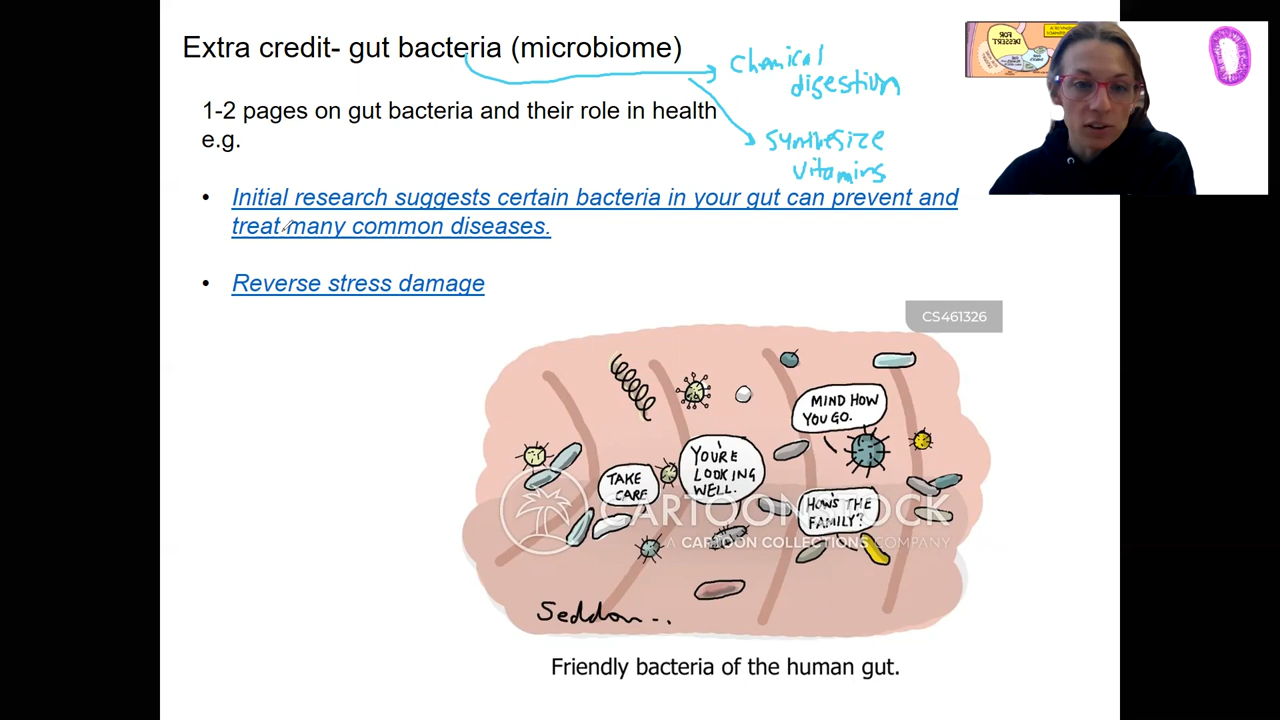 Extra credit- gut bacteria (microbiome)
chemical
digestion
1-2 pages on gut bacteria and their role in health
e.g.
synthesize
vitamins
• Initial research suggests certain bacteria in your gut can prevent and
treat many common diseases.
• Reverse stress damage
CS461326
MIND HOW
YOU GO.
YOU'RE
LOOKING
WELL.
TAKE
CARE
HOW'S THE
FAMILY?
CARTOONSTOCK
A CARTOON COLLECTIONS COMPANY
Seddon...
Friendly bacteria of the human gut.
FOR
DESSERT